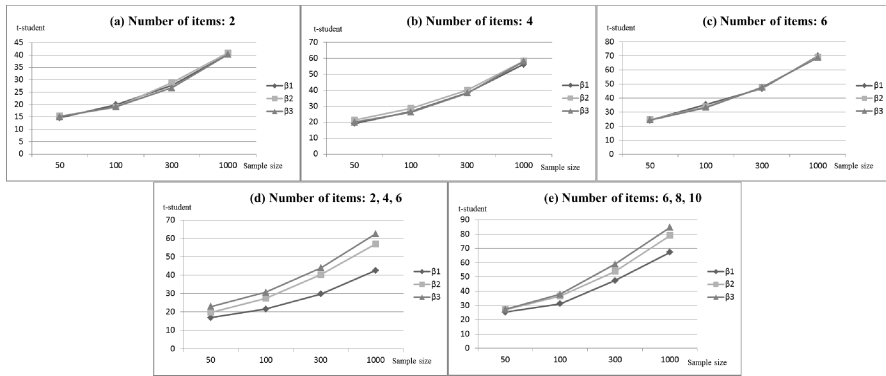 (a) Number of items: 2
t-student
45
40
35
30
25
20
15
10
5
0
50 100 300 1000 Sample size
β1
β2
β3
(b) Number of items: 4
t-student
70
60
50
40
30
20
10
0
50 100 300 1000 Sample size
β1
β2
β3
(c) Number of items: 6
t-student
80
70
60
50
40
30
20
10
0
50 100 300 1000 Sample size
β1
β2
β3
(d) Number of items: 2, 4, 6
t-student
70
60
50
40
30
20
10
0
50 100 300 1000 Sample size
β1
β2
β3
(e) Number of items: 6, 8, 10
t-student
90
80
70
60
50
40
30
20
10
0
50 100 300 1000 Sample size
β1
β2
β3